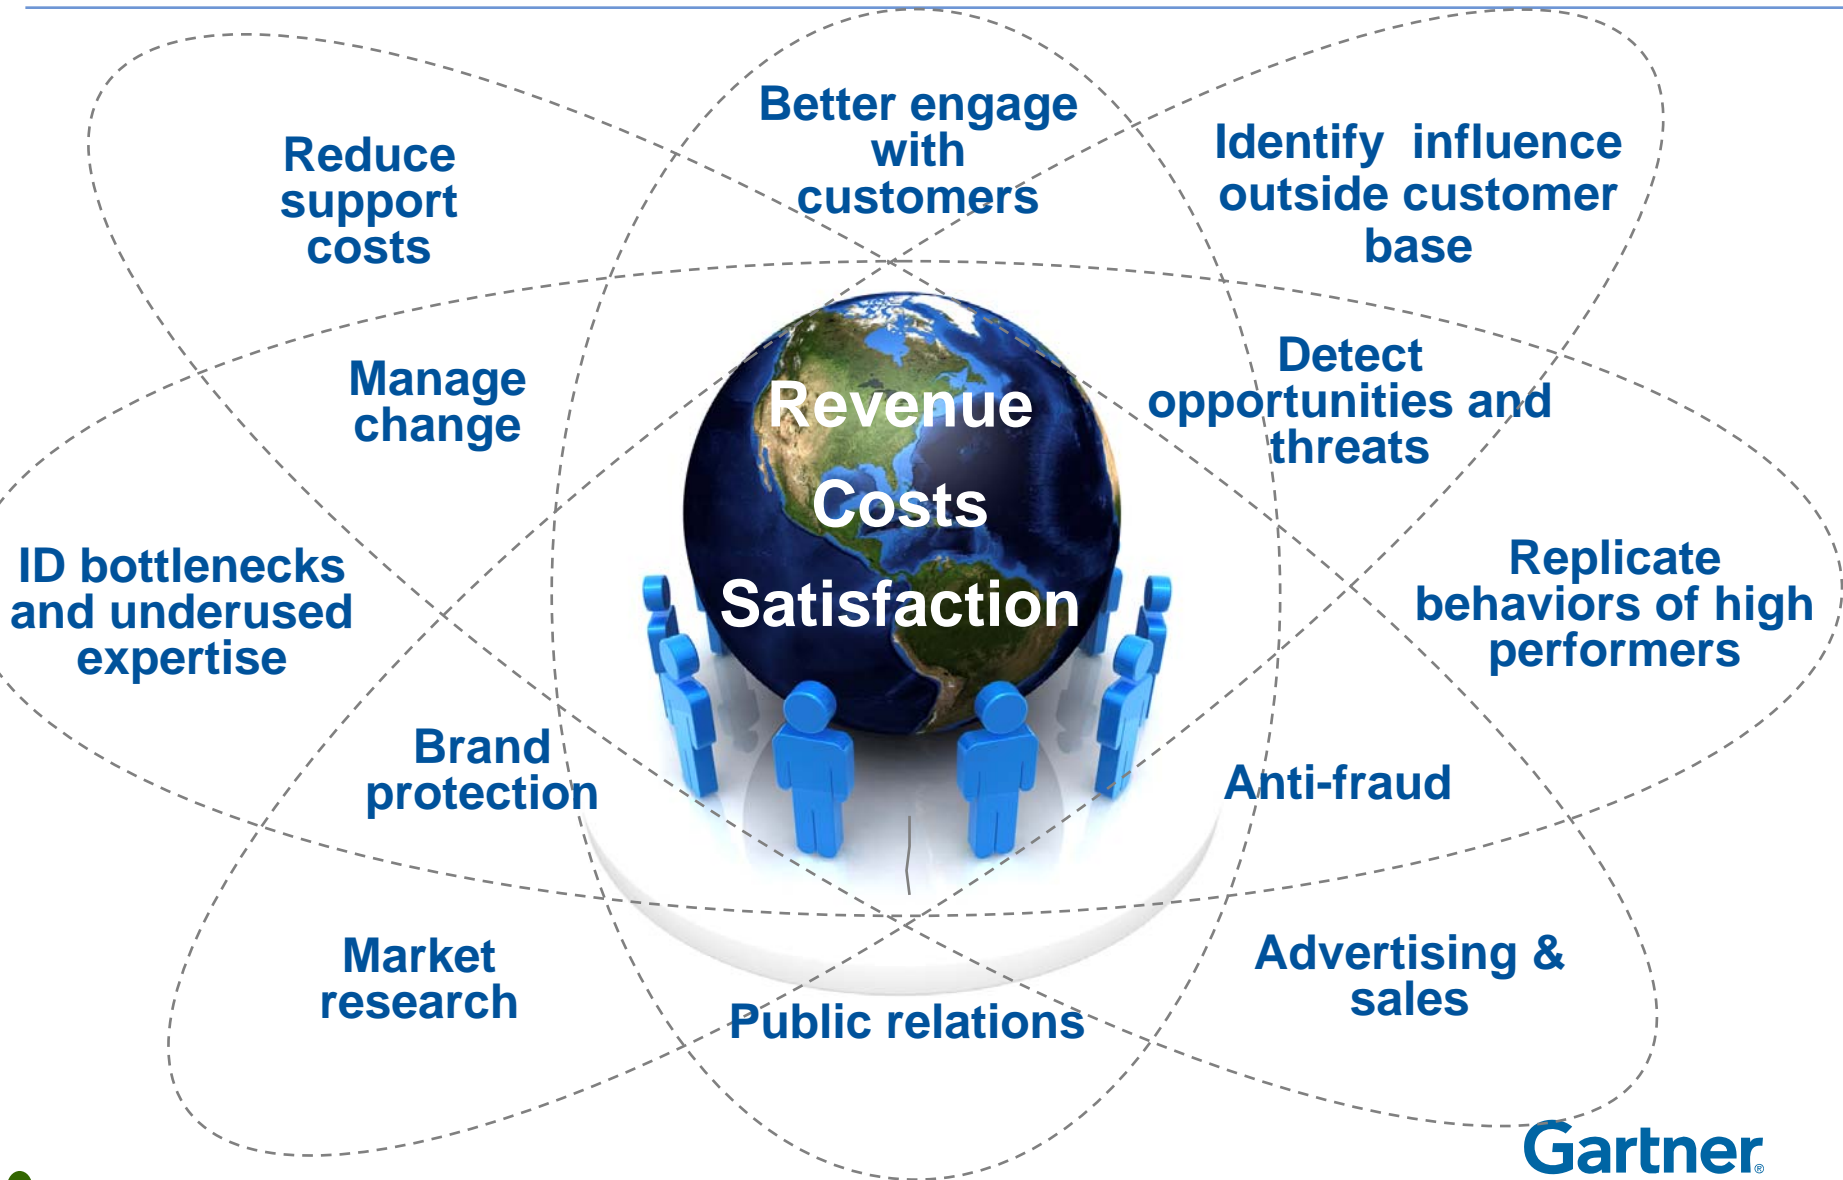 Better engage
with
customers
Reduce
support
costs
Identify  influence
outside customer
base
Manage
change
Detect
opportunities and
threats
Revenue
Costs
Satisfaction
ID bottlenecks
and underused
expertise
Replicate
behaviors of high
performers
Brand
protection
Anti-fraud
Market
research
Public relations
Advertising &
sales
Gartner®